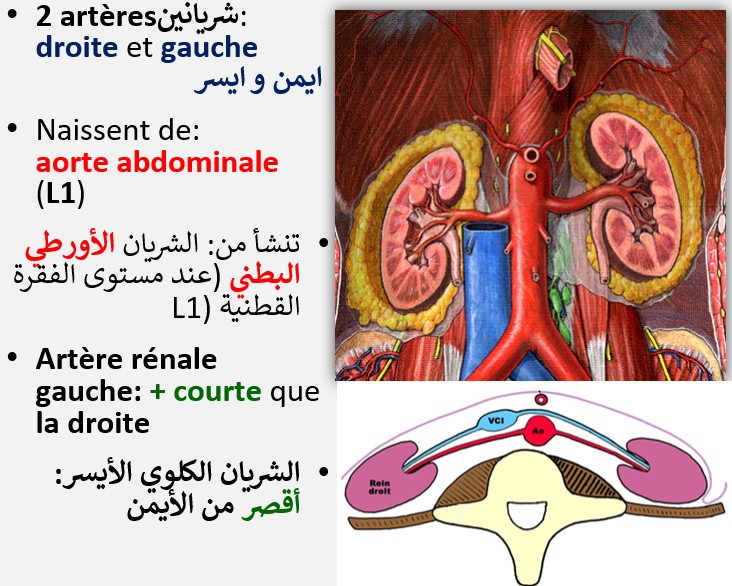 • 2 artèresشريانين:
droite et gauche
ايمن و ايسر
• Naissent de:
aorte abdominale
(L1)
• تنشأ من: الشريان الأورطي
البطني (عند مستوى الفقرة
القطنية L1)
• Artère rénale
gauche: + courte que
la droite
• الشريان الكلوي الأيسر:
أقصر من الأيمن
VCI
Ao
Rein
droit